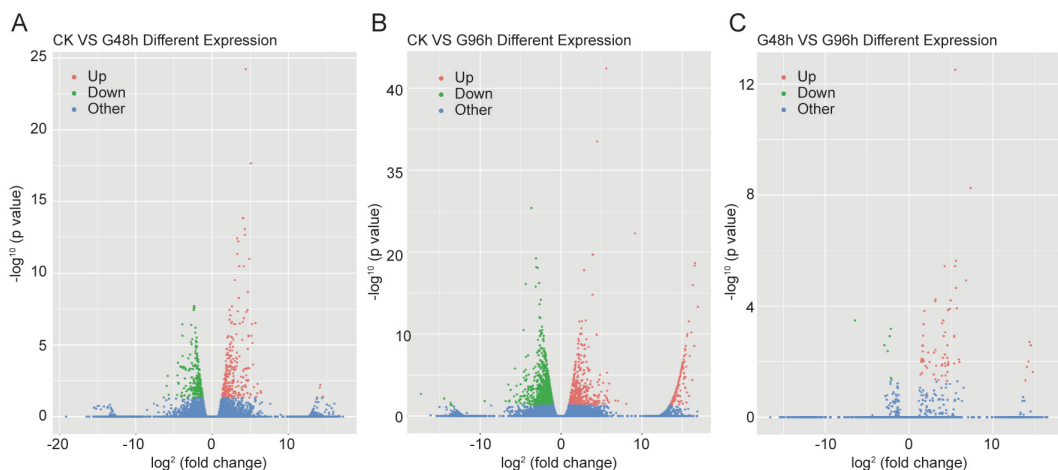 A
CK VS G48h Different Expression
25
20
15
10
5
0
-20
-10
0
10
-log¹⁰ (p value)
log² (fold change)
Up
Down
Other
B
CK VS G96h Different Expression
40
35
20
10
0
-10
0
10
-log¹⁰ (p value)
log² (fold change)
Up
Down
Other
C
G48h VS G96h Different Expression
12
8
4
0
-10
0
10
-log¹⁰ (p value)
log² (fold change)
Up
Down
Other